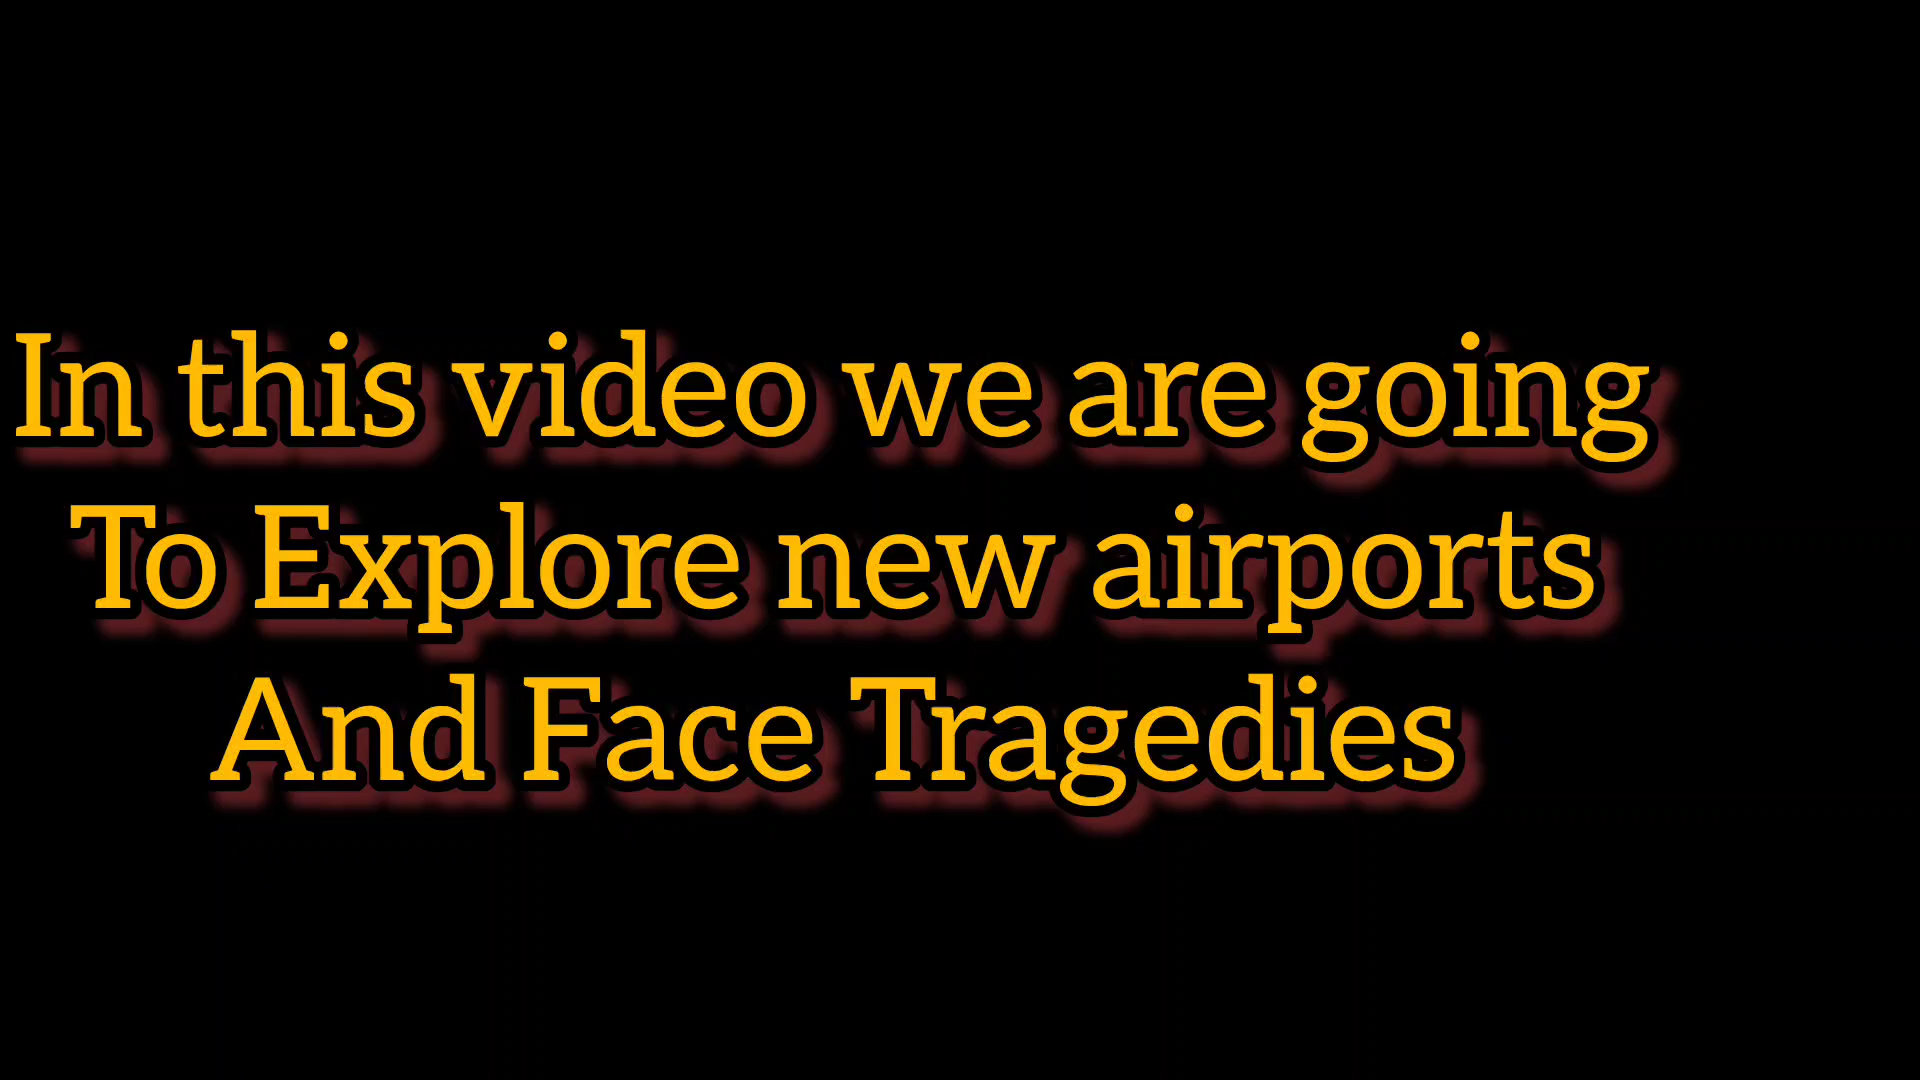 In this video we are going
To Explore new airports
And Face Tragedies